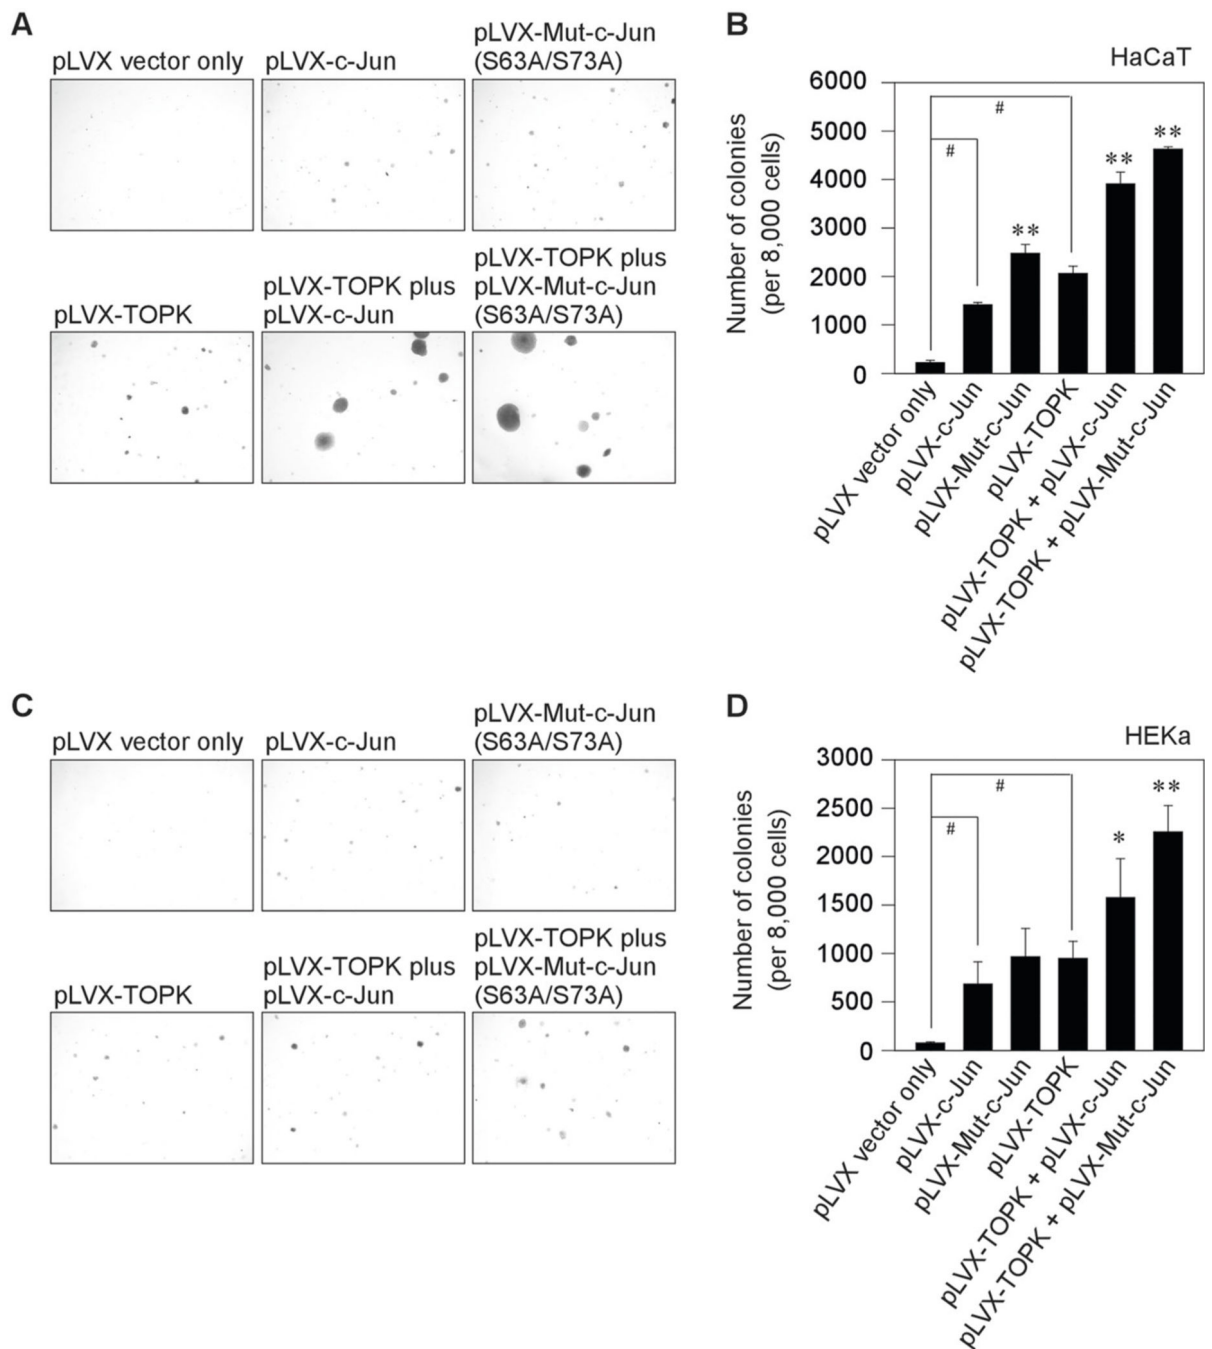 A
pLVX vector only
pLVX-c-Jun
pLVX-Mut-c-Jun
(S63A/S73A)
pLVX-TOPK
pLVX-TOPK plus
pLVX-c-Jun
pLVX-TOPK plus
pLVX-Mut-c-Jun
(S63A/S73A)
B
HaCaT
Number of colonies
(per 8,000 cells)
6000
5000
4000
3000
2000
1000
0
#
#
**
**
**
pLVX vector only
pLVX-c-Jun
pLVX-Mut-c-Jun
pLVX-TOPK
pLVX-TOPK + pLVX-c-Jun
pLVX-TOPK + pLVX-Mut-c-Jun
C
pLVX vector only
pLVX-c-Jun
pLVX-Mut-c-Jun
(S63A/S73A)
pLVX-TOPK
pLVX-TOPK plus
pLVX-c-Jun
pLVX-TOPK plus
pLVX-Mut-c-Jun
(S63A/S73A)
D
HEKa
Number of colonies
(per 8,000 cells)
3000
2500
2000
1500
1000
500
0
#
#
*
**
pLVX vector only
pLVX-c-Jun
pLVX-Mut-c-Jun
pLVX-TOPK
pLVX-TOPK + pLVX-c-Jun
pLVX-TOPK + pLVX-Mut-c-Jun